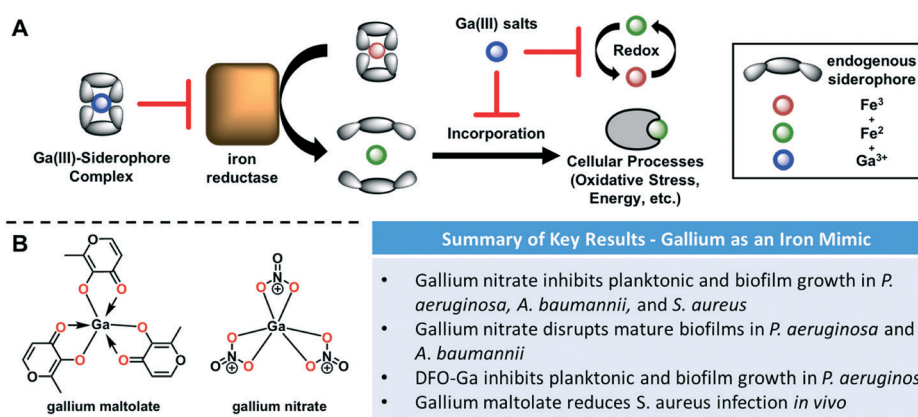 A
Ga(III)-Siderophore
Complex
iron
reductase
Ga(III) salts
Redox
Incorporation
Cellular Processes
(Oxidative Stress,
Energy, etc.)
endogenous
siderophore
Fe3
+
Fe2
+
Ga3+
B
O
O
O
O
O
O
O
O
O
Ga
gallium maltolate
O
N
+
O
O
Ga
O
O
N
+
O
O
O
N
+
O
gallium nitrate
Summary of Key Results - Gallium as an Iron Mimic
• Gallium nitrate inhibits planktonic and biofilm growth in P.
aeruginosa, A. baumannii, and S. aureus
• Gallium nitrate disrupts mature biofilms in P. aeruginosa and
A. baumannii
• DFO-Ga inhibits planktonic and biofilm growth in P. aeruginos
• Gallium maltolate reduces S. aureus infection in vivo